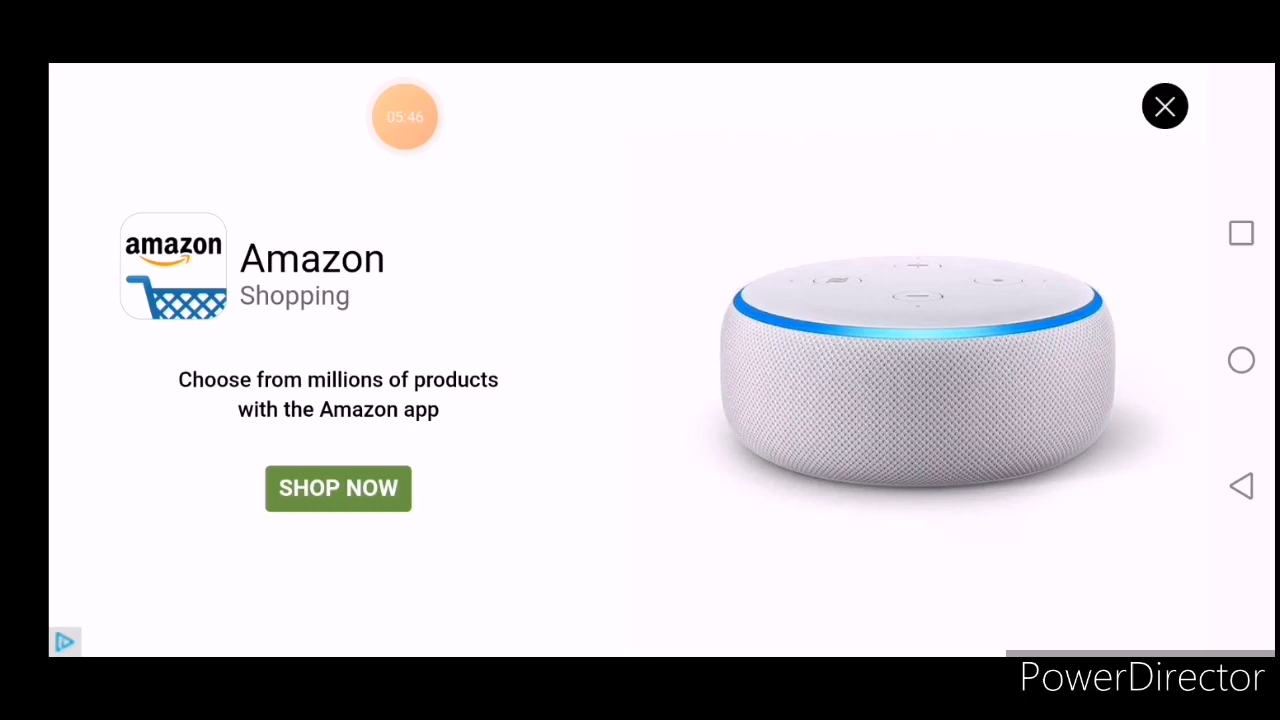 05:46
amazon
Amazon
Shopping
Choose from millions of products
with the Amazon app
SHOP NOW
PowerDirector